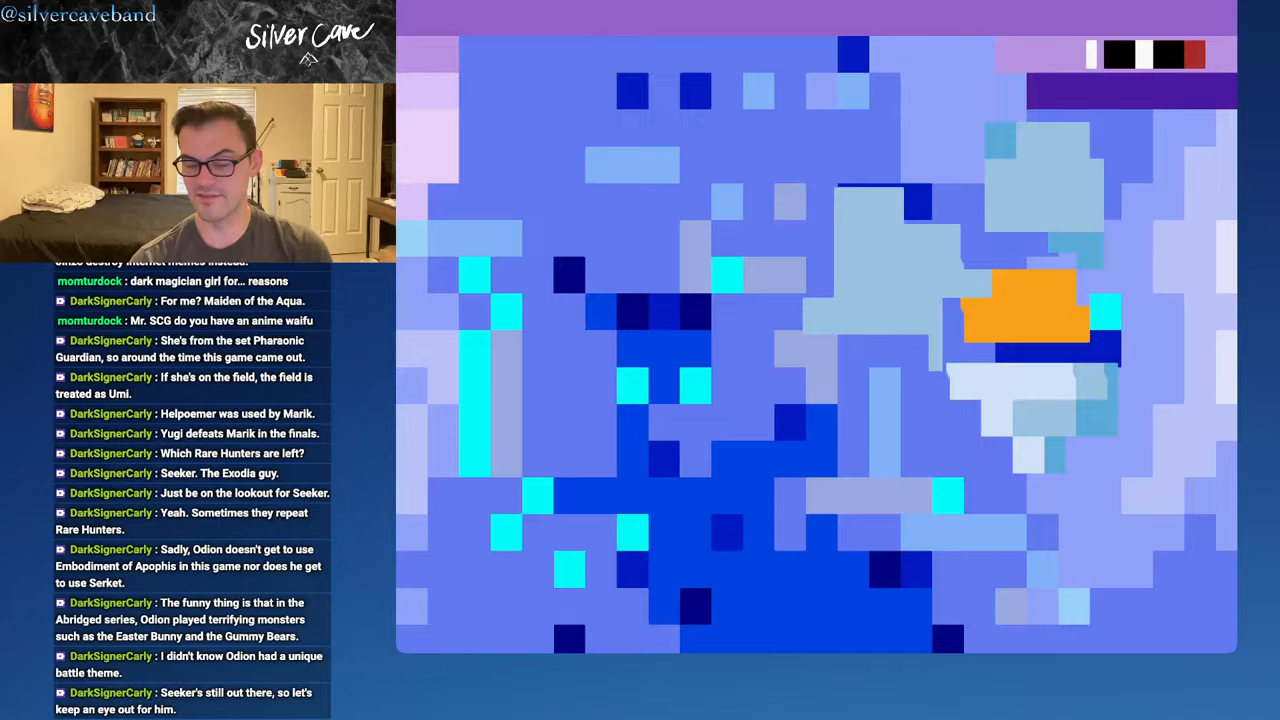 @silvercaveband
Silver Cave
Jinzo destroy internet memes instead.
momturdock : dark magician girl for... reasons
DarkSignerCarly : For me? Maiden of the Aqua.
momturdock : Mr. SCG do you have an anime waifu
DarkSignerCarly : She's from the set Pharaonic
Guardian, so around the time this game came out.
DarkSignerCarly : If she's on the field, the field is
treated as Umi.
DarkSignerCarly : Helpoemer was used by Marik.
DarkSignerCarly : Yugi defeats Marik in the finals.
DarkSignerCarly : Which Rare Hunters are left?
DarkSignerCarly : Seeker. The Exodia guy.
DarkSignerCarly : Just be on the lookout for Seeker.
DarkSignerCarly : Yeah. Sometimes they repeat
Rare Hunters.
DarkSignerCarly : Sadly, Odion doesn't get to use
Embodiment of Apophis in this game nor does he get
to use Serket.
DarkSignerCarly : The funny thing is that in the
Abridged series, Odion played terrifying monsters
such as the Easter Bunny and the Gummy Bears.
DarkSignerCarly : I didn't know Odion had a unique
battle theme.
DarkSignerCarly : Seeker's still out there, so let's
keep an eye out for him.